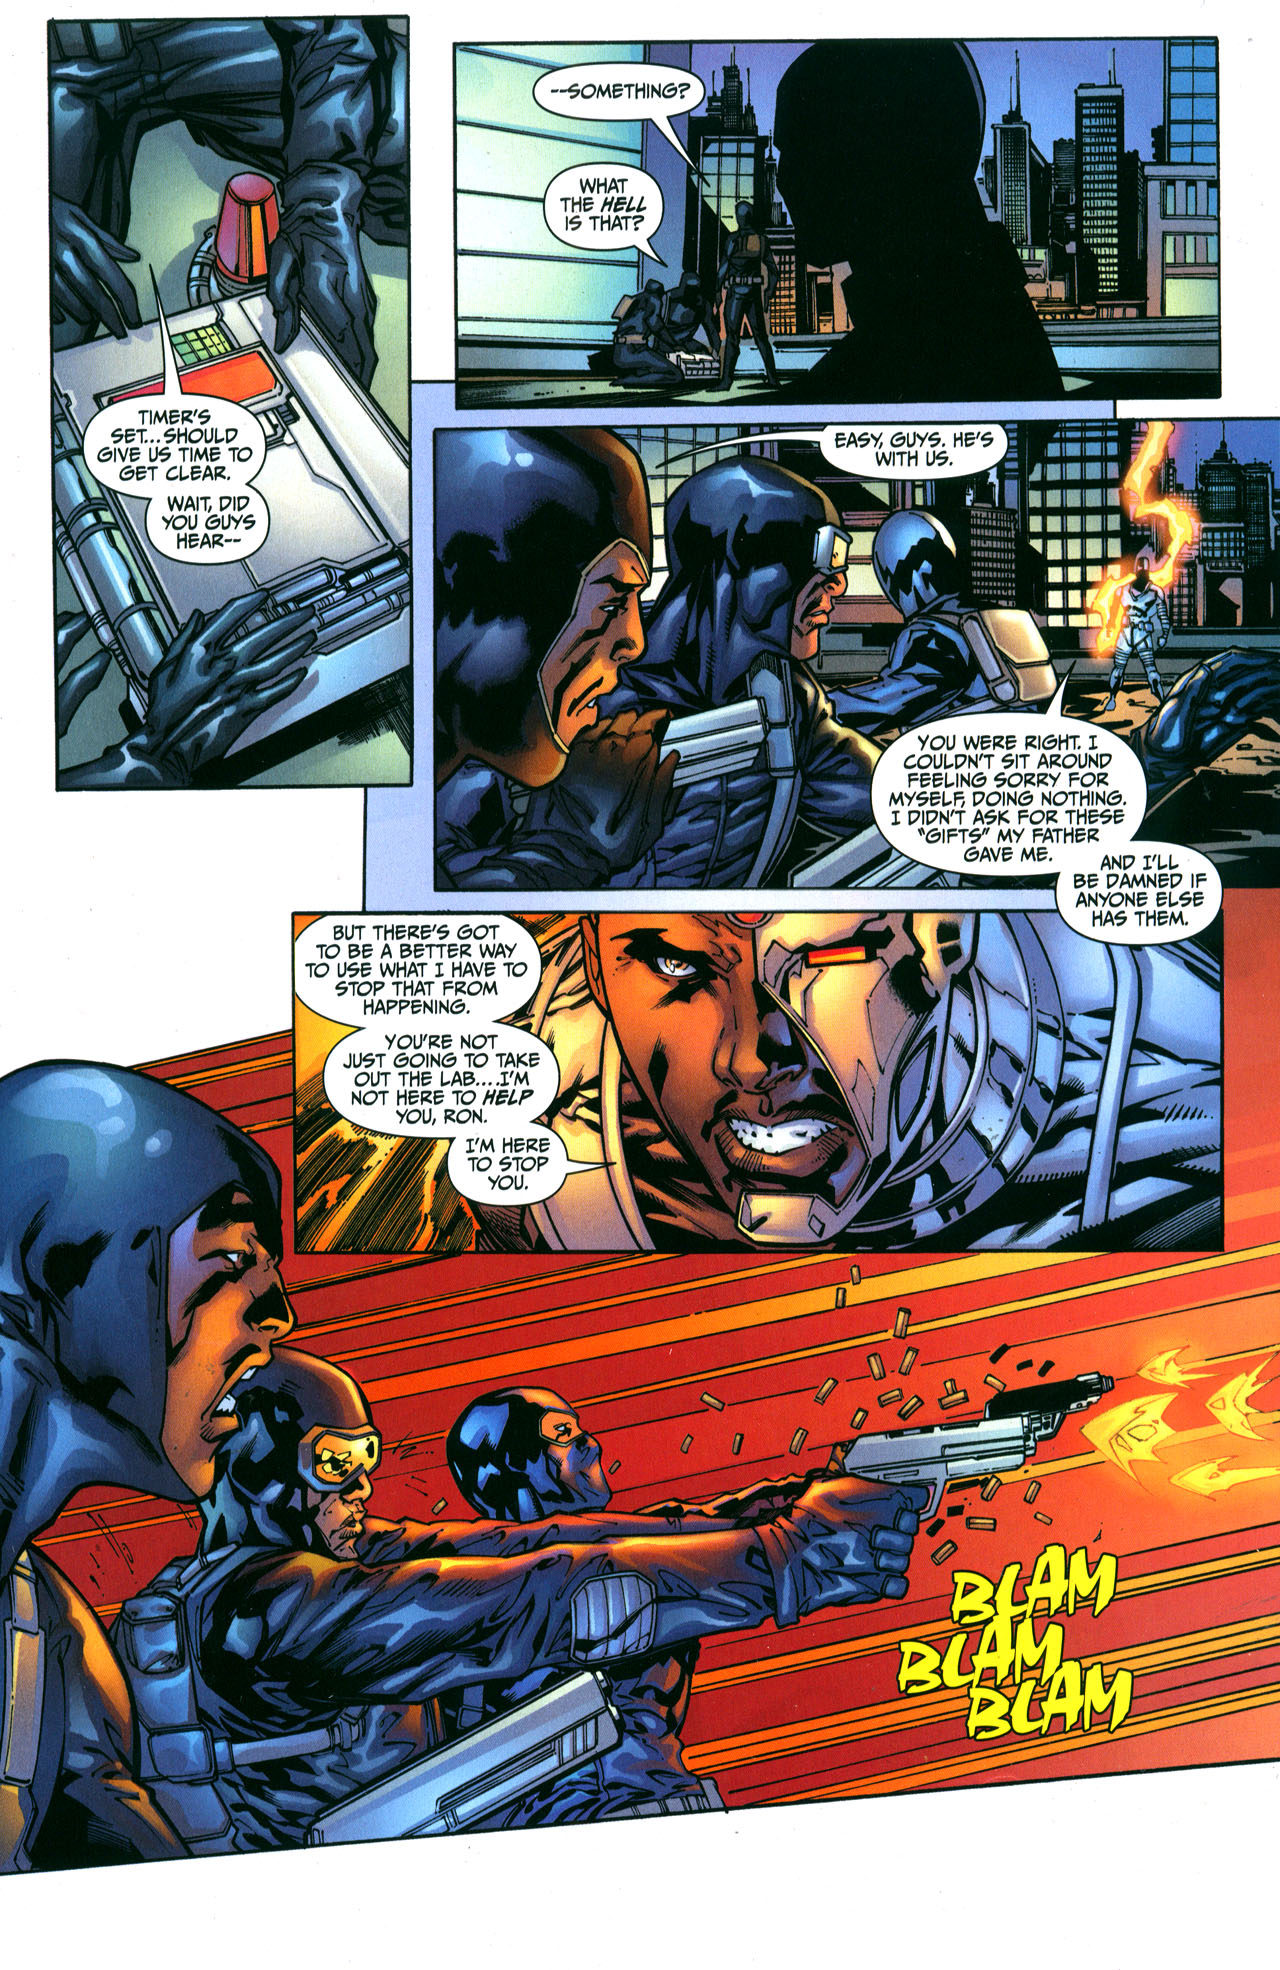 TIMER'S
SET...SHOULD
GIVE US TIME TO
GET CLEAR.
WAIT, DID
YOU GUYS
HEAR--
--SOMETHING?
WHAT
THE HELL
IS THAT?
EASY, GUYS. HE'S
WITH US.
YOU WERE RIGHT. I
COULDN'T SIT AROUND
FEELING SORRY FOR
MYSELF, DOING NOTHING.
I DIDN'T ASK FOR THESE
"GIFTS" MY FATHER
GAVE ME.
AND I'LL
BE DAMNED IF
ANYONE ELSE
HAS THEM.
BUT THERE'S GOT
TO BE A BETTER WAY
TO USE WHAT I HAVE TO
STOP THAT FROM
HAPPENING.
YOU'RE NOT
JUST GOING TO TAKE
OUT THE LAB....I'M
NOT HERE TO HELP
YOU, RON.
I'M HERE
TO STOP
YOU.
BLAM
BLAM
BLAM